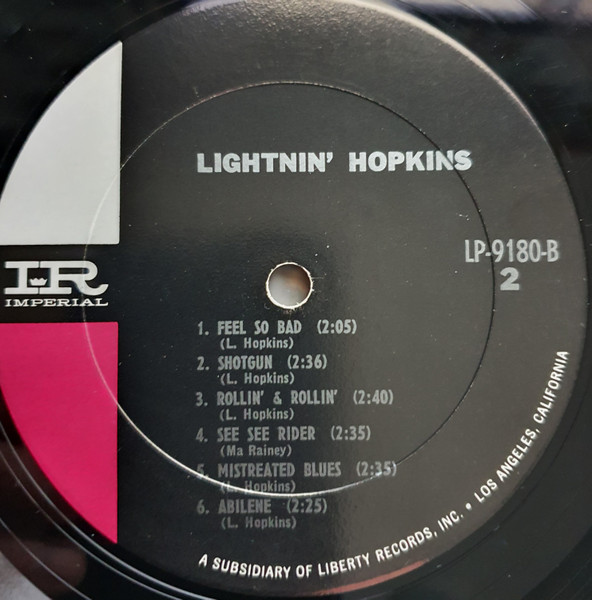 LIGHTNIN' HOPKINS
LP-9180-B
2
IR
IMPERIAL
1. FEEL SO BAD (2:05)
(L. Hopkins)
2. SHOTGUN (2:36)
(L. Hopkins)
3. ROLLIN' & ROLLIN' (2:40)
(L. Hopkins)
4. SEE SEE RIDER (2:35)
(Ma Rainey)
5. MISTREATED BLUES (2:35)
(L. Hopkins)
6. ABILENE (2:25)
(L. Hopkins)
A SUBSIDIARY OF LIBERTY RECORDS, INC. • LOS ANGELES, CALIFORNIA